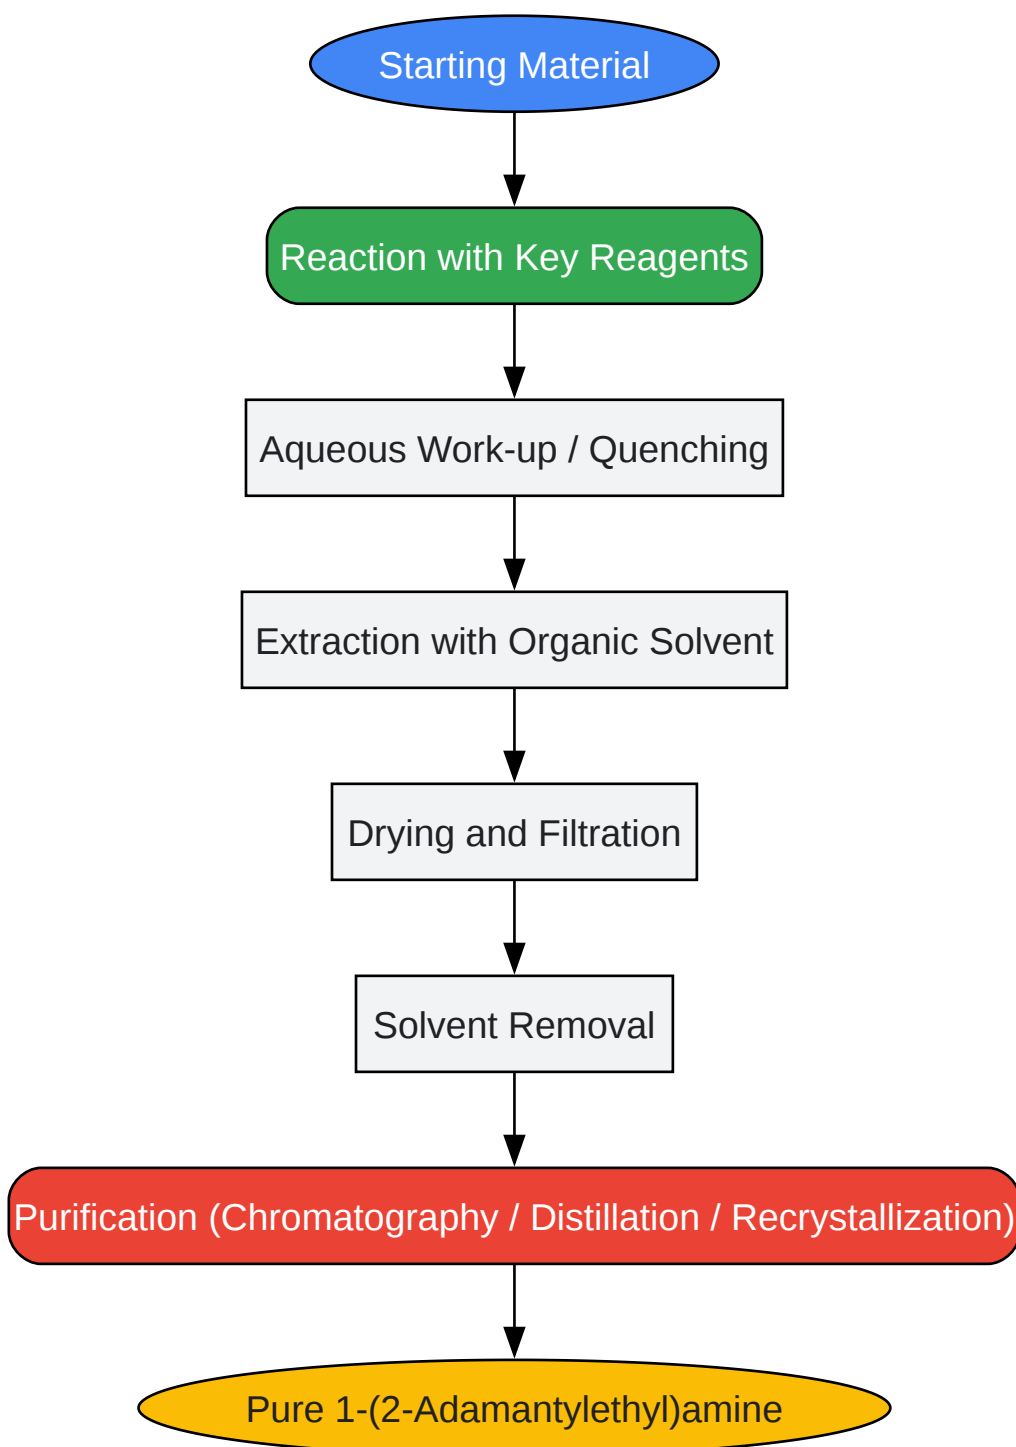 Starting Material
Reaction with Key Reagents
Aqueous Work-up / Quenching
Extraction with Organic Solvent
Drying and Filtration
Solvent Removal
Purification (Chromatography / Distillation / Recrystallization)
Pure 1-(2-Adamantylethyl)amine